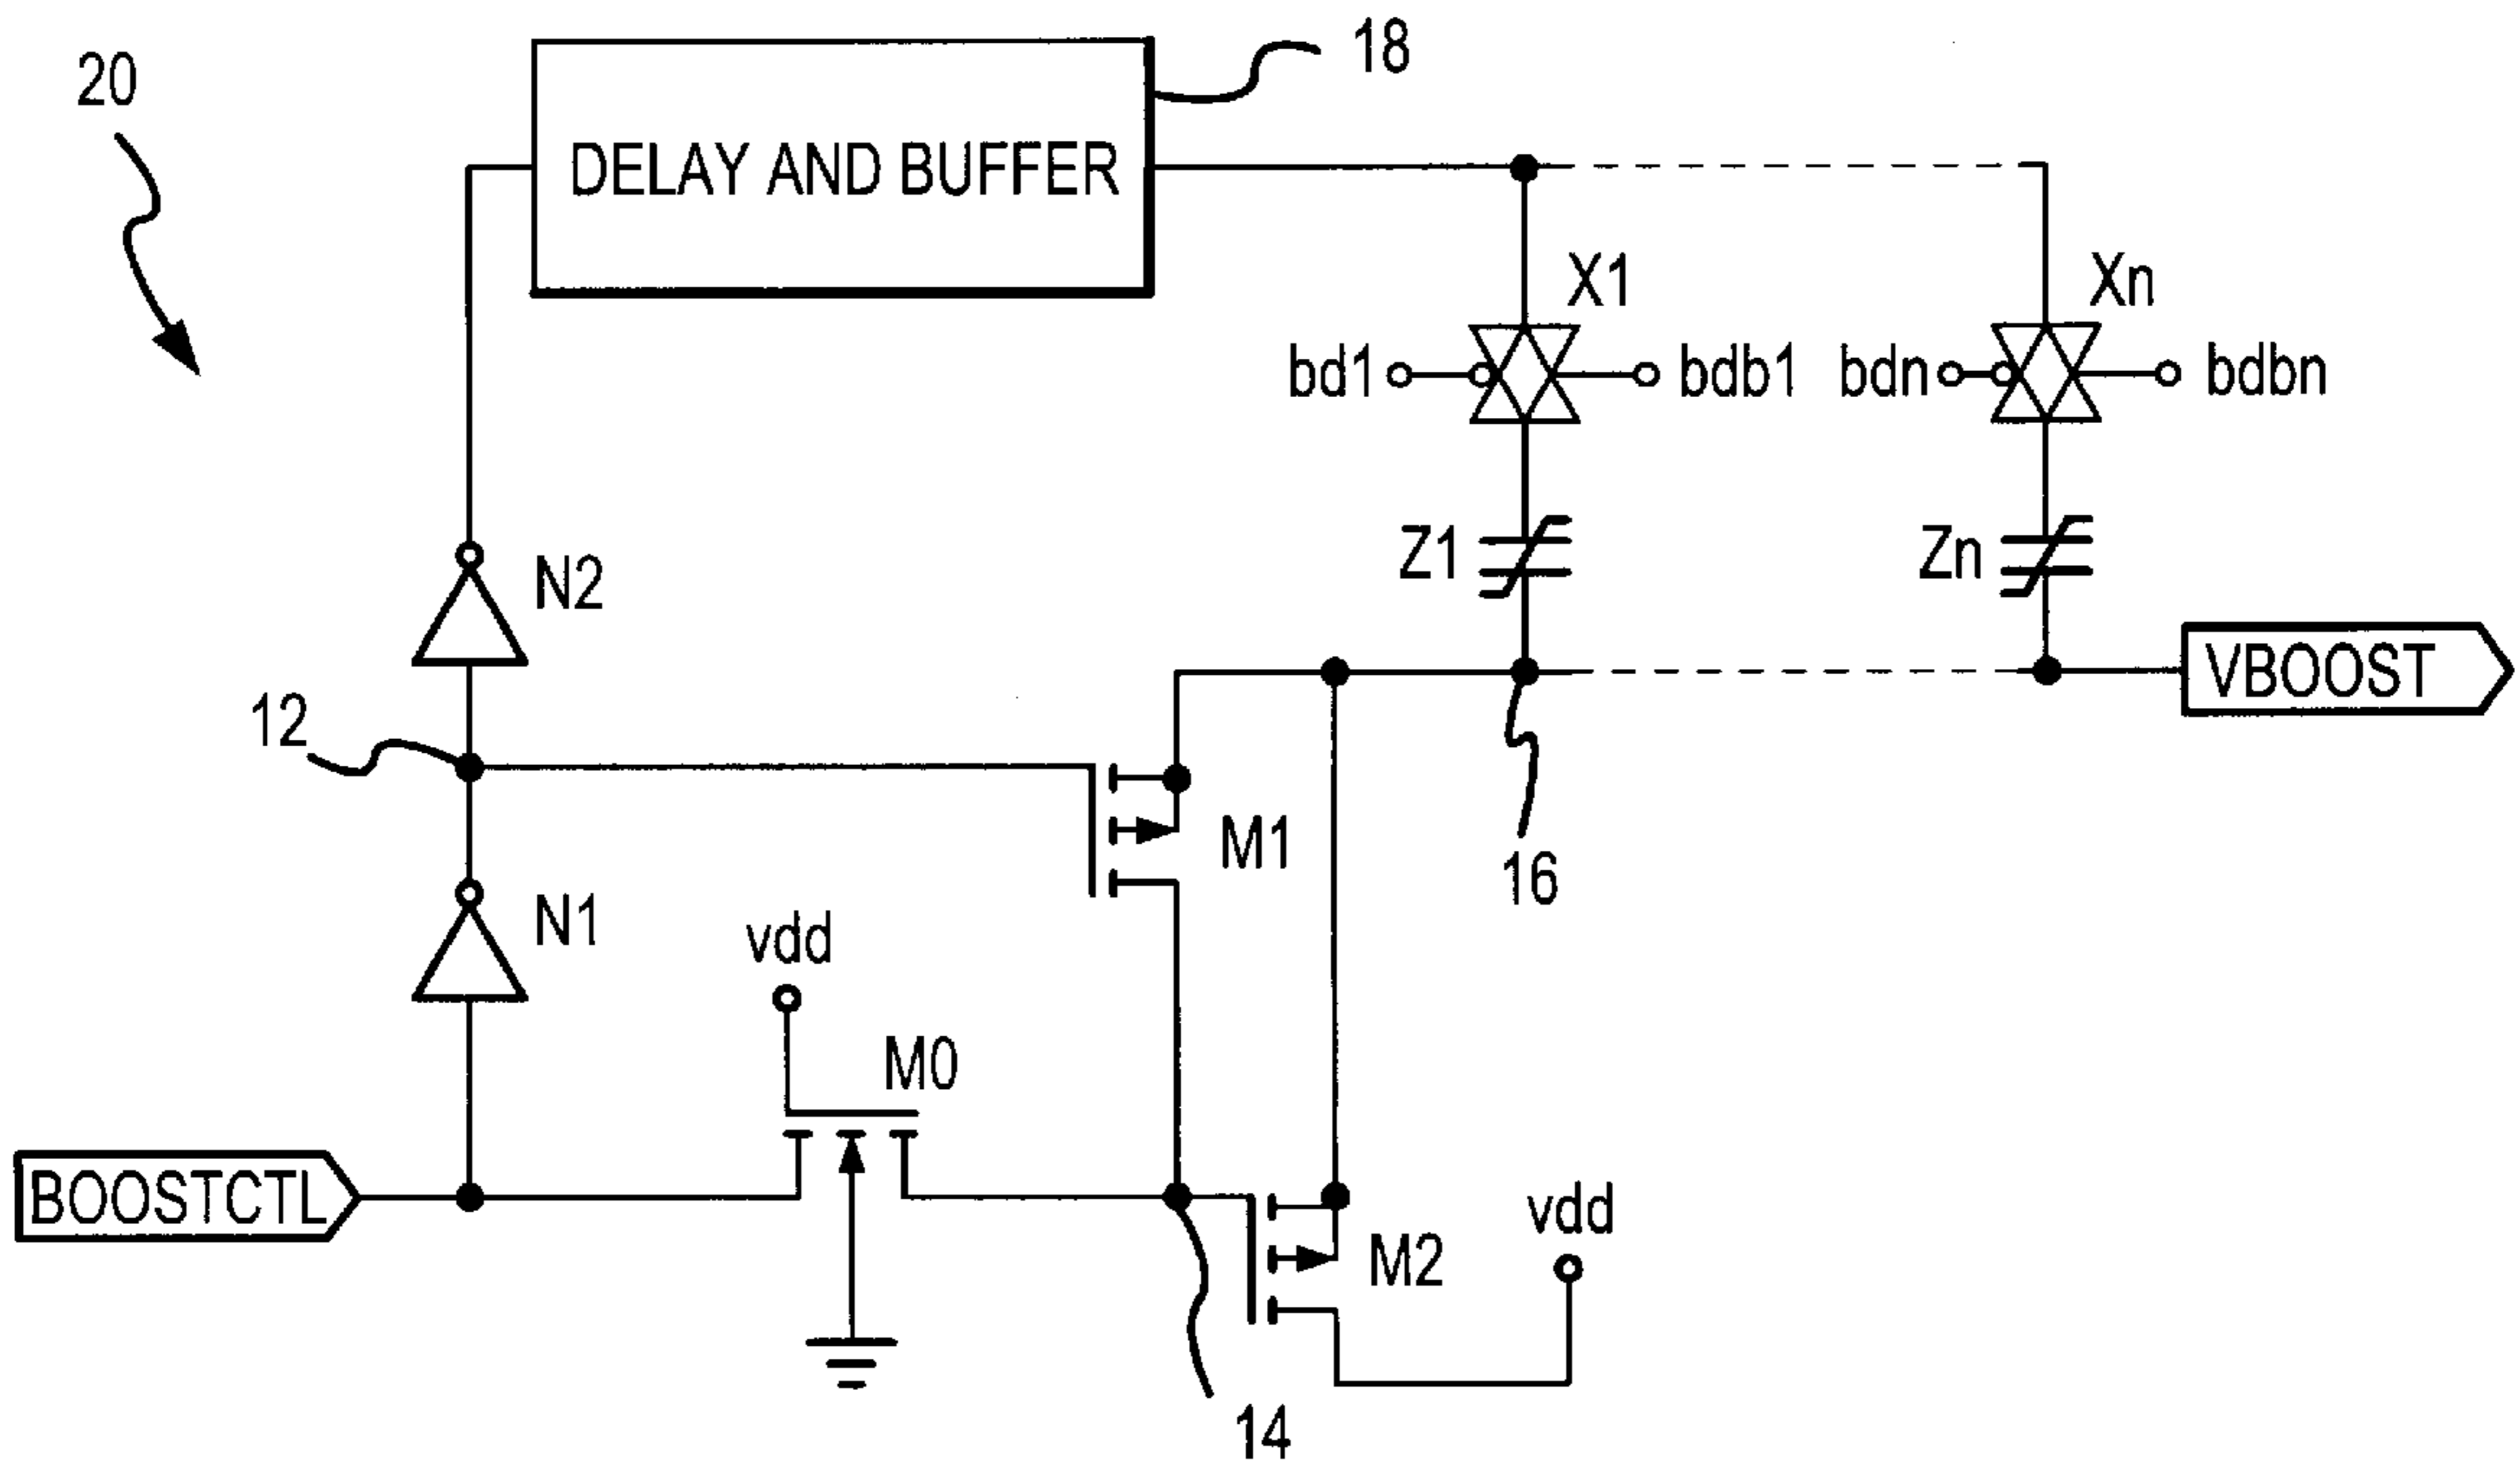 20
18
DELAY AND BUFFER
X1
Xn
bd1
bdb1
bdn
bdbn
Z1
Zn
N2
VBOOST
12
M1
16
N1
vdd
M0
BOOSTCTL
vdd
M2
14